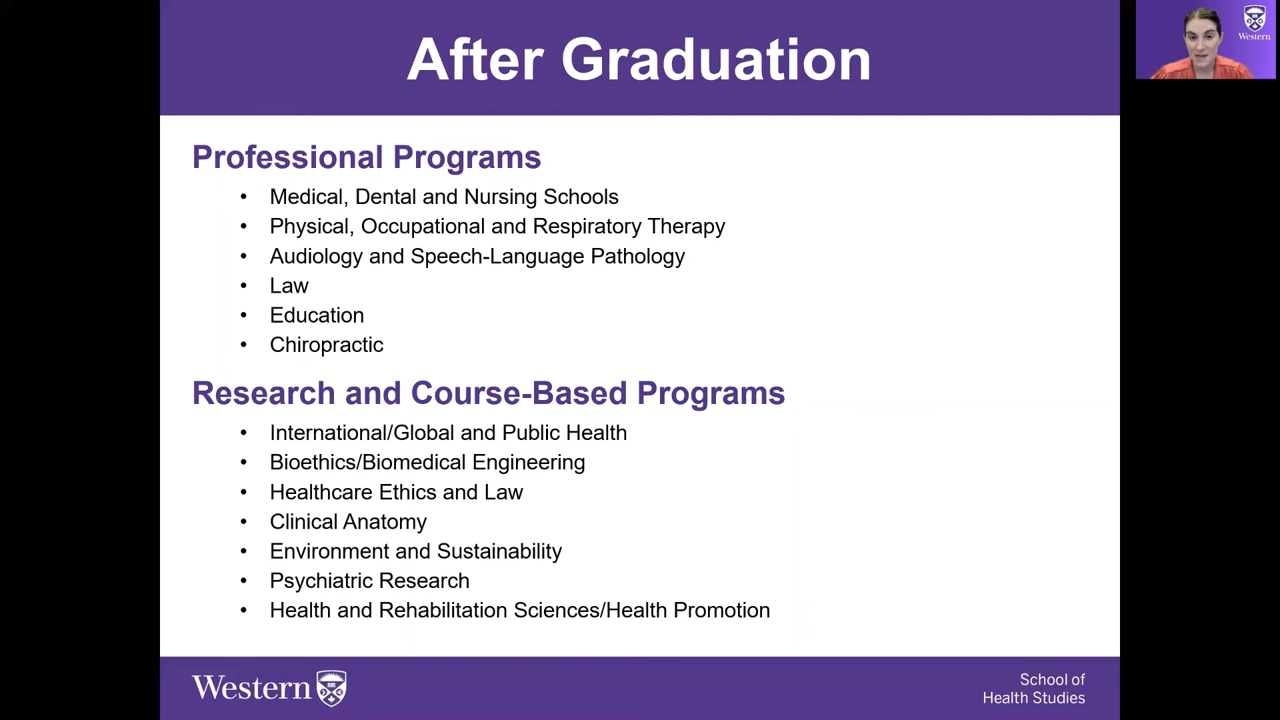 After Graduation
Western
Professional Programs
• Medical, Dental and Nursing Schools
• Physical, Occupational and Respiratory Therapy
• Audiology and Speech-Language Pathology
• Law
• Education
• Chiropractic
Research and Course-Based Programs
• International/Global and Public Health
• Bioethics/Biomedical Engineering
• Healthcare Ethics and Law
• Clinical Anatomy
• Environment and Sustainability
• Psychiatric Research
• Health and Rehabilitation Sciences/Health Promotion
Western
School of
Health Studies